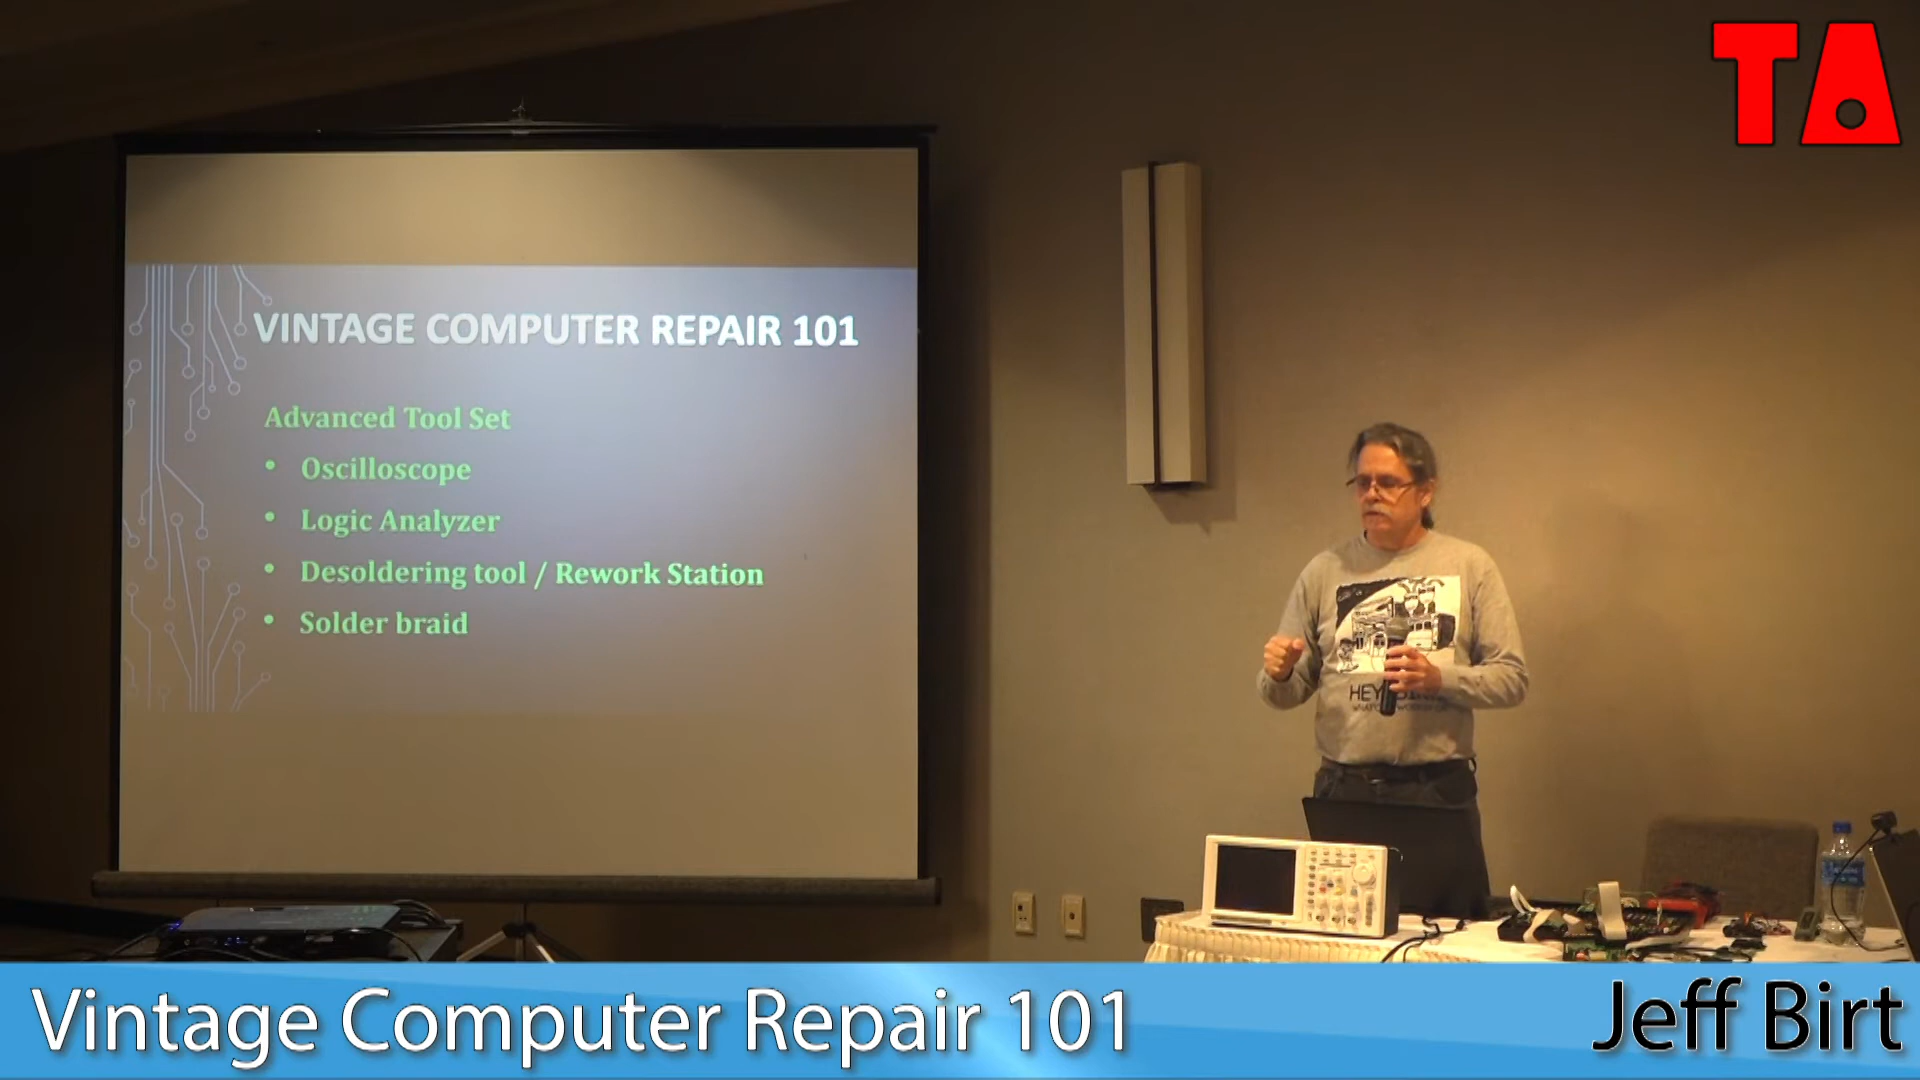 TA
VINTAGE COMPUTER REPAIR 101
Advanced Tool Set
• Oscilloscope
• Logic Analyzer
• Desoldering tool / Rework Station
• Solder braid
HEY
Vintage Computer Repair 101
Jeff Birt